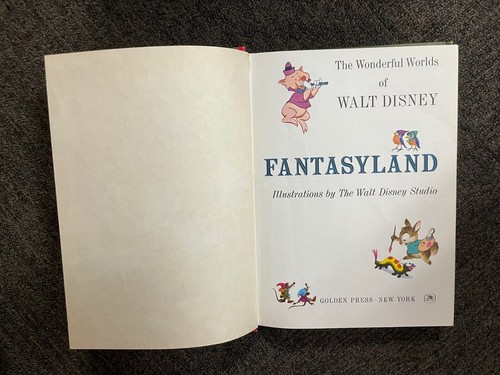 The Wonderful Worlds
of
WALT DISNEY
FANTASYLAND
Illustrations by The Walt Disney Studio
GOLDEN PRESS · NEW YORK